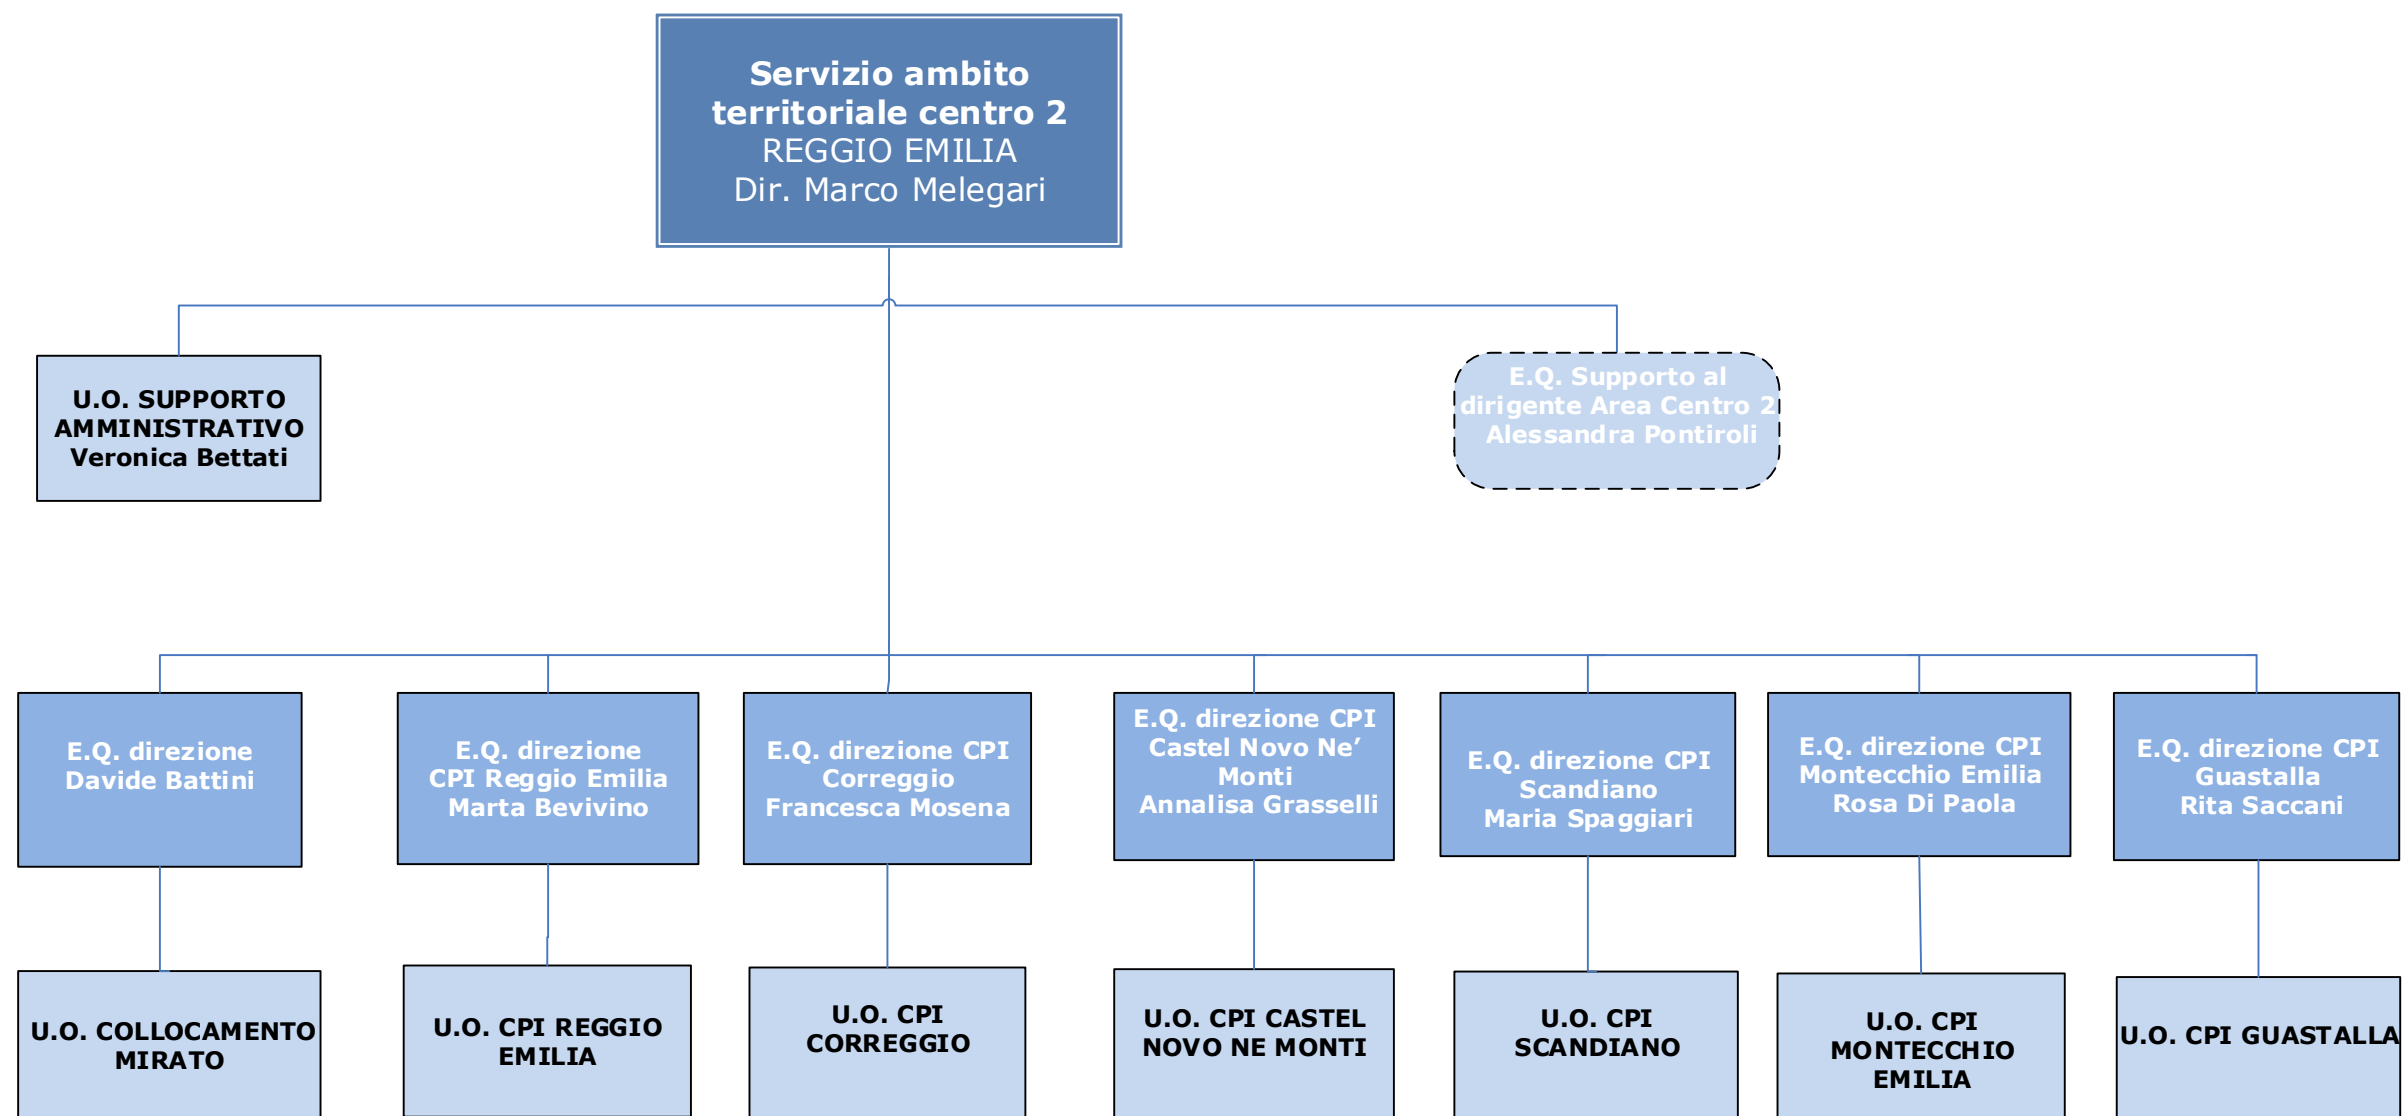 Servizio ambito
territoriale centro 2
REGGIO EMILIA
Dir. Marco Melegari
U.O. SUPPORTO
AMMINISTRATIVO
Veronica Bettati
E.Q. Supporto al
dirigente Area Centro 2
Alessandra Pontiroli
E.Q. direzione
Davide Battini
E.Q. direzione
CPI Reggio Emilia
Marta Bevivino
E.Q. direzione CPI
Correggio
Francesca Mosena
E.Q. direzione CPI
Castel Novo Ne’
Monti
Annalisa Grasselli
E.Q. direzione CPI
Scandiano
Maria Spaggiari
E.Q. direzione CPI
Montecchio Emilia
Rosa Di Paola
E.Q. direzione CPI
Guastalla
Rita Saccani
U.O. COLLOCAMENTO
MIRATO
U.O. CPI REGGIO
EMILIA
U.O. CPI
CORREGGIO
U.O. CPI CASTEL
NOVO NE MONTI
U.O. CPI
SCANDIANO
U.O. CPI
MONTECCHIO
EMILIA
U.O. CPI GUASTALLA